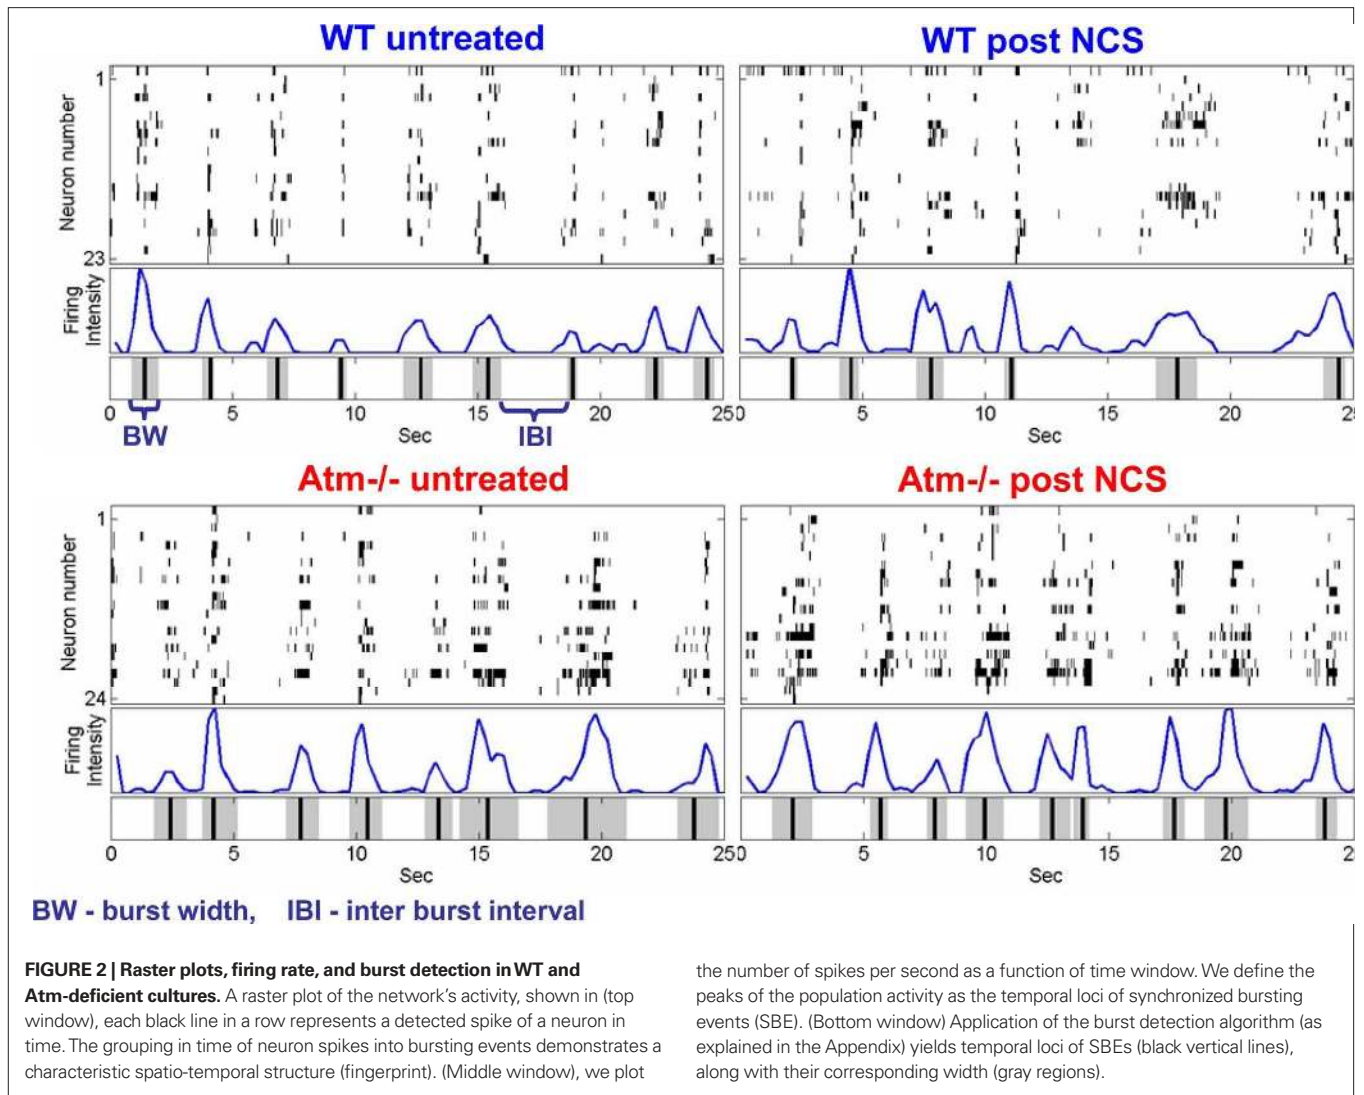 WT untreated
WT post NCS
1
Neuron number
23
Firing
Intensity
0 5 10 15 20 25
BW
Sec
IBI
0 5 10 15 20 2
Sec
Atm-/- untreated
Atm-/- post NCS
1
Neuron number
24
Firing
Intensity
0 5 10 15 20 25
Sec
0 5 10 15 20 2
Sec
BW - burst width, IBI - inter burst interval
FIGURE 2 | Raster plots, firing rate, and burst detection in WT and
Atm-deficient cultures. A raster plot of the network's activity, shown in (top
window), each black line in a row represents a detected spike of a neuron in
time. The grouping in time of neuron spikes into bursting events demonstrates a
characteristic spatio-temporal structure (fingerprint). (Middle window), we plot
the number of spikes per second as a function of time window. We define the
peaks of the population activity as the temporal loci of synchronized bursting
events (SBE). (Bottom window) Application of the burst detection algorithm (as
explained in the Appendix) yields temporal loci of SBEs (black vertical lines),
along with their corresponding width (gray regions).